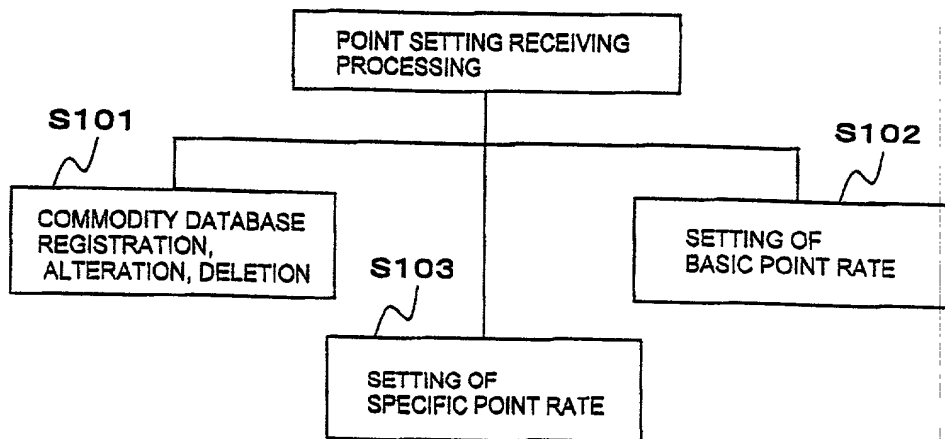 POINT SETTING RECEIVING
PROCESSING
S101
COMMODITY DATABASE
REGISTRATION,
ALTERATION, DELETION
S102
SETTING OF
BASIC POINT RATE
S103
SETTING OF
SPECIFIC POINT RATE